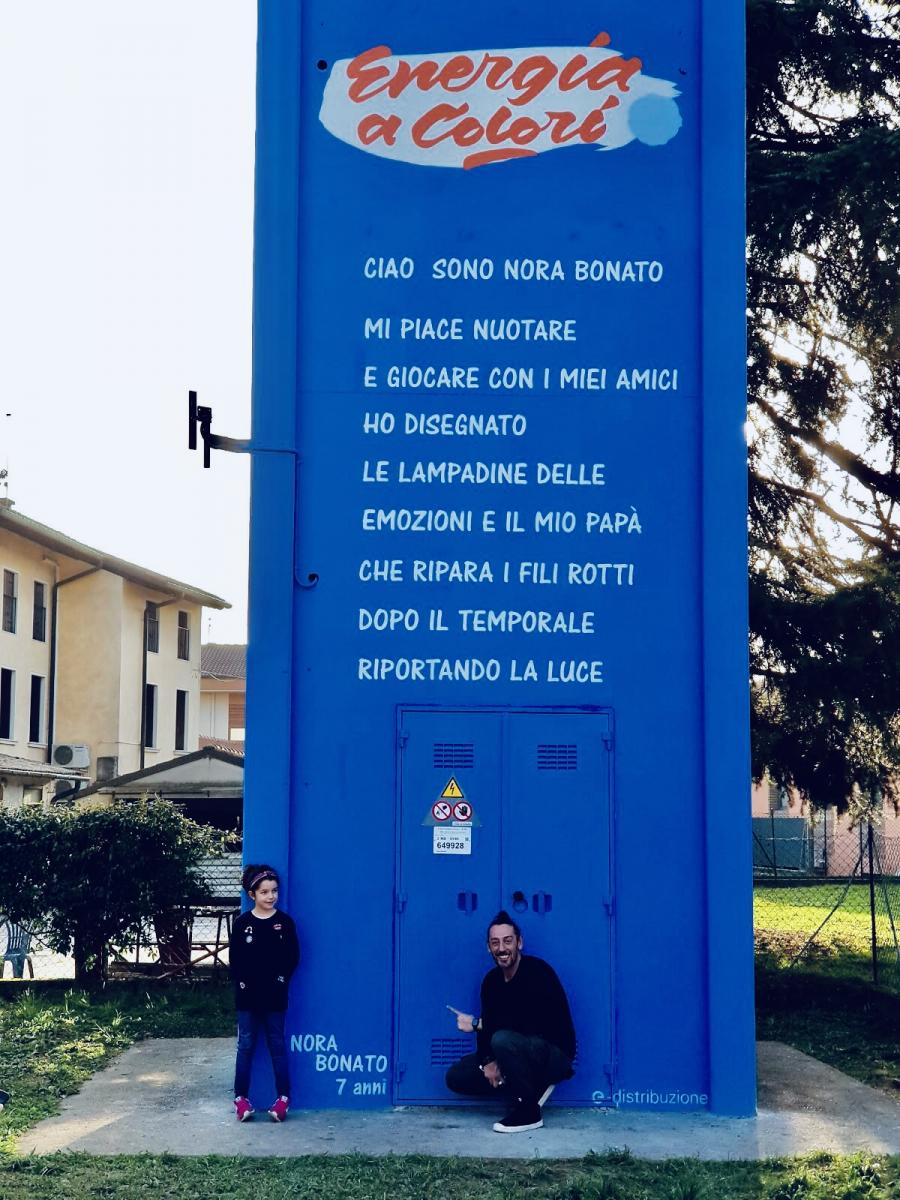 Energia
a Colori
CIAO SONO NORA BONATO
MI PIACE NUOTARE
E GIOCARE CON I MIEI AMICI
HO DISEGNATO
LE LAMPADINE DELLE
EMOZIONI E IL MIO PAPÀ
CHE RIPARA I FILI ROTTI
DOPO IL TEMPORALE
RIPORTANDO LA LUCE
649928
NORA
BONATO
7 anni
e-distribuzione